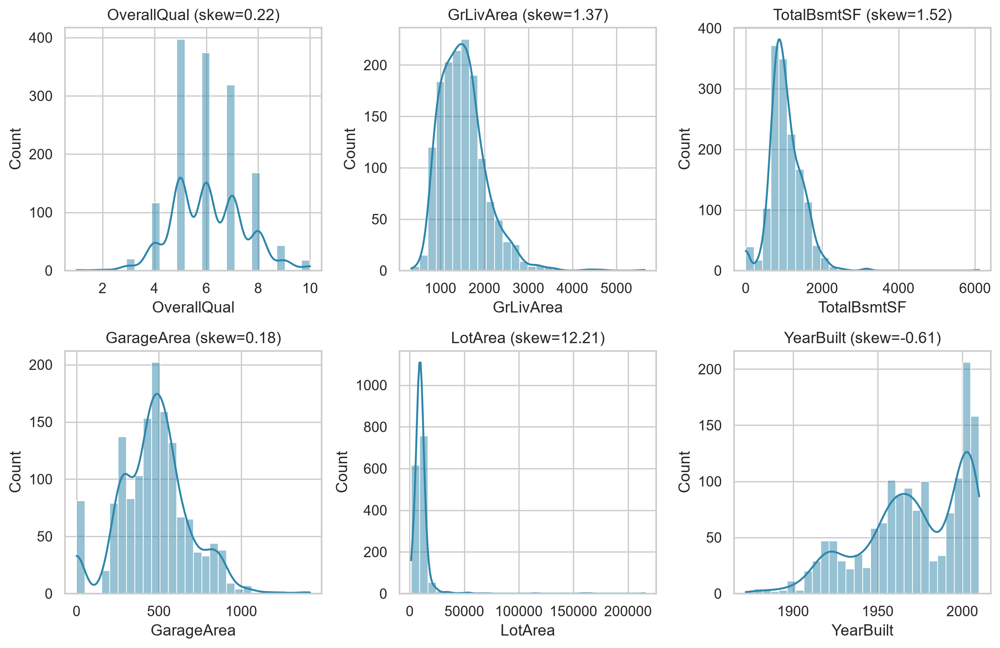 OverallQual (skew=0.22)
400
300
200
100
0
Count
2 4 6 8 10
OverallQual
GrLivArea (skew=1.37)
200
150
100
50
0
Count
1000 2000 3000 4000 5000
GrLivArea
TotalBsmtSF (skew=1.52)
400
300
200
100
0
Count
0 2000 4000 6000
TotalBsmtSF
GarageArea (skew=0.18)
200
150
100
50
0
Count
0 500 1000
GarageArea
LotArea (skew=12.21)
1000
800
600
400
200
0
Count
0 50000 100000 150000 200000
LotArea
YearBuilt (skew=-0.61)
200
150
100
50
0
Count
1900 1950 2000
YearBuilt